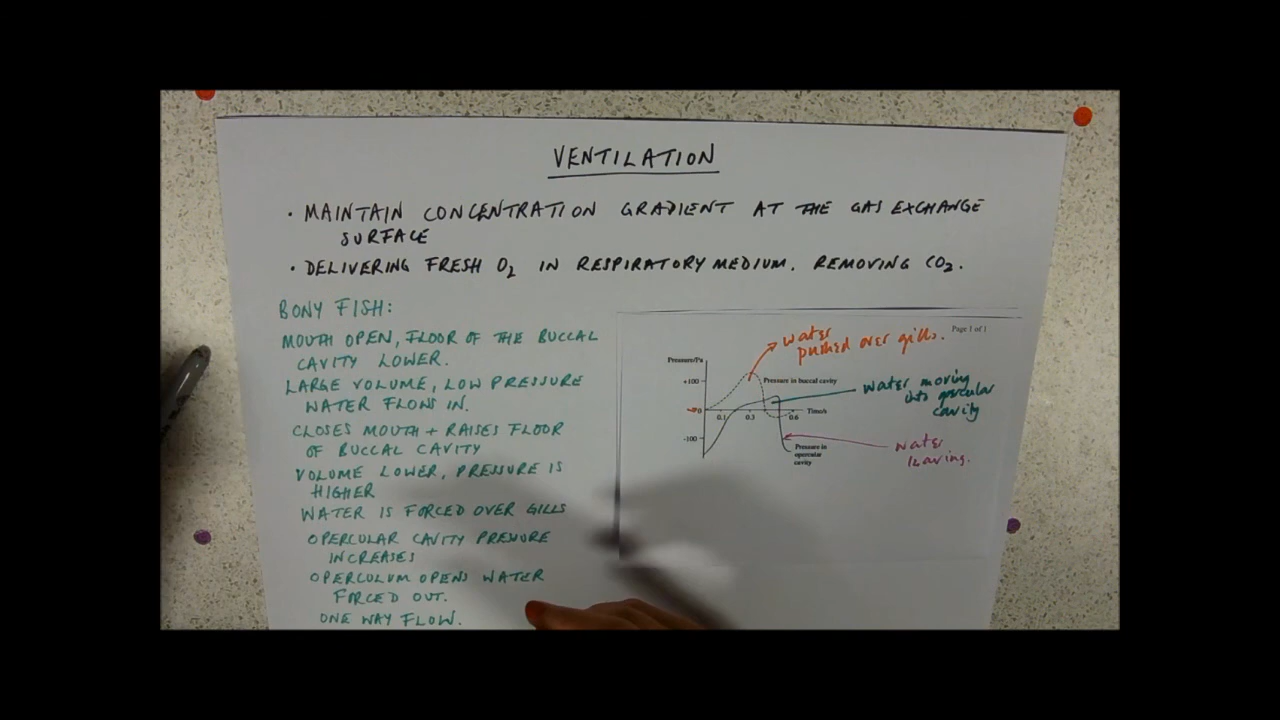 VENTILATION
• MAINTAIN CONCENTRATION GRADIENT AT THE GAS EXCHANGE
SURFACE
• DELIVERING FRESH O2 IN RESPIRATORY MEDIUM. REMOVING CO2.
BONY FISH:
MOUTH OPEN, FLOOR OF THE BUCCAL
CAVITY LOWER.
LARGE VOLUME, LOW PRESSURE
WATER FLOWS IN.
CLOSES MOUTH + RAISES FLOOR
OF BUCCAL CAVITY
VOLUME LOWER, PRESSURE IS
HIGHER
WATER IS FORCED OVER GILLS
OPERCULAR CAVITY PRESURE
INCREASES
OPERCULUM OPENS WATER
FORCED OUT.
ONE WAY FLOW.
Page 1 of 1
water
pushed over gills.
Pressure/Pa
+100
Pressure in buccal cavity
water moving
into opercular
cavity
0
0.1
0.3
0.6
Time/s
-100
Pressure in
opercular
cavity
water
leaving.